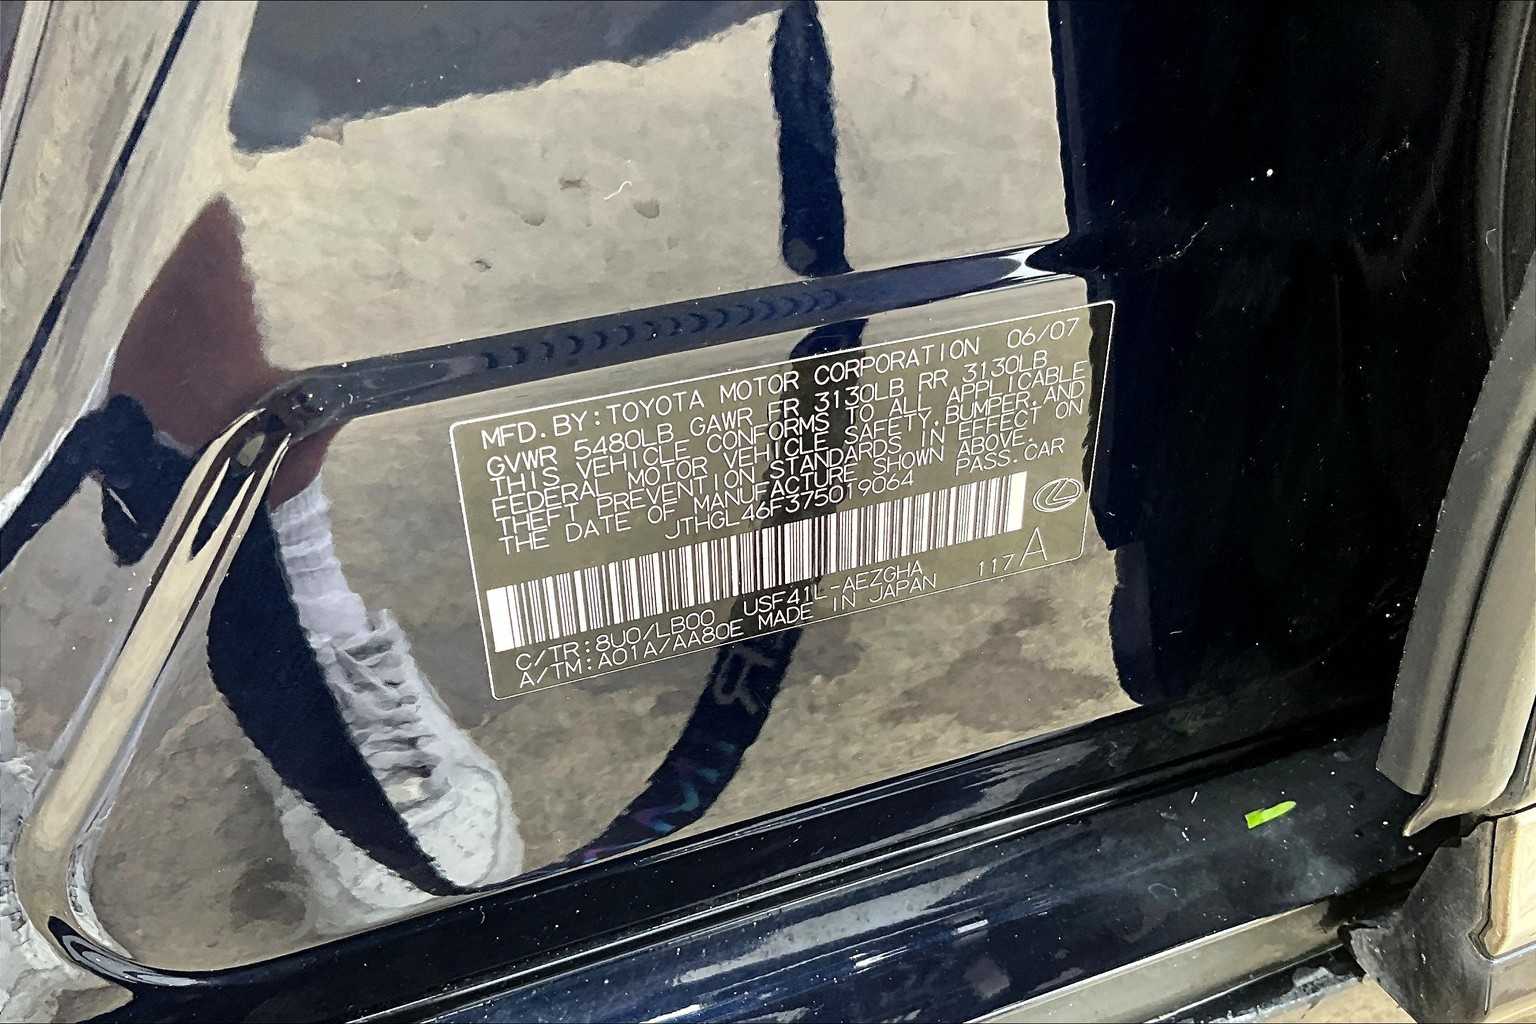 MFD. BY: TOYOTA MOTOR CORPORATION 06/07
GVWR 5480LB GAWR FR 3130LB RR 3130LB
THIS VEHICLE CONFORMS TO ALL APPLICABLE
FEDERAL MOTOR VEHICLE SAFETY, BUMPER, AND
THEFT PREVENTION STANDARDS IN EFFECT ON
THE DATE OF MANUFACTURE SHOWN ABOVE.
JTHGL46F375019064 PASS. CAR
C/TR: 8U0/LB00 USF41L-AEZGHA 117A
A/TM: A01A/AA80E MADE IN JAPAN